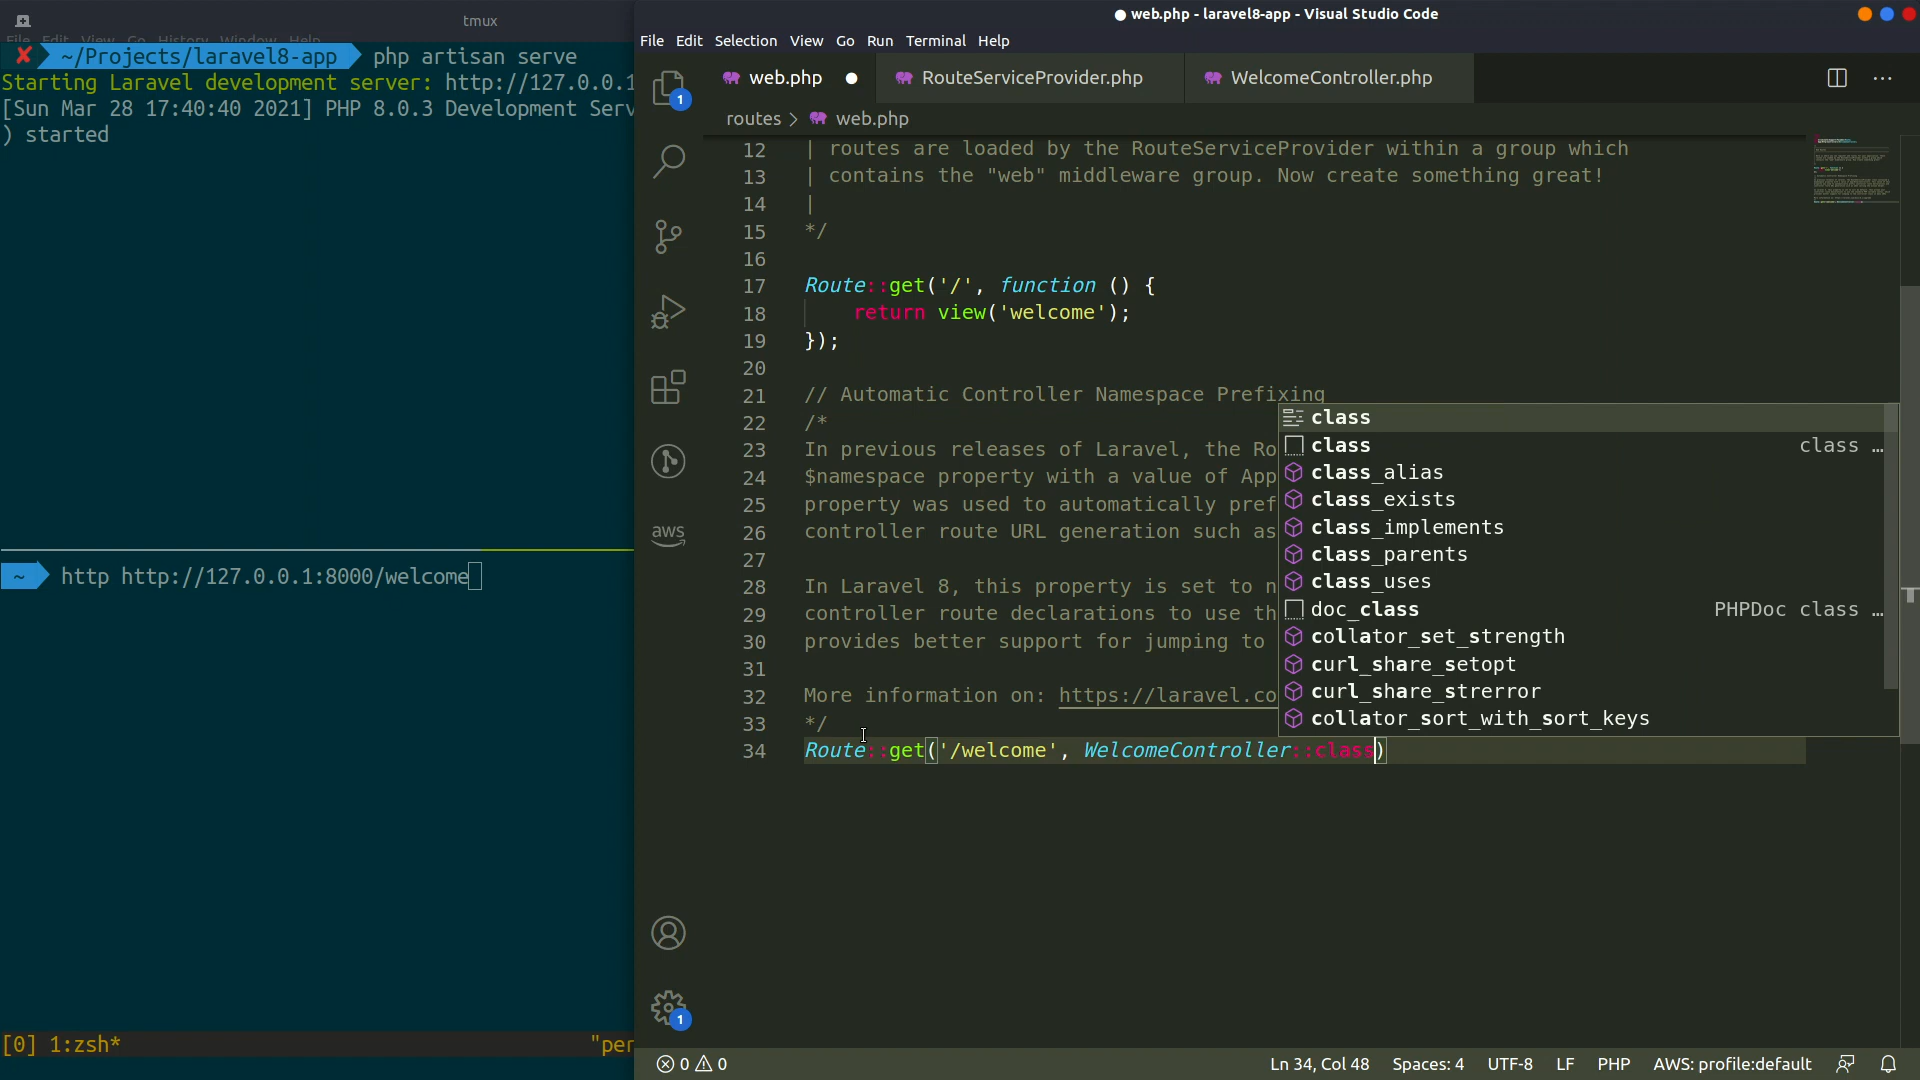 tmux
File Edit View Go History Window Help
✘ ~/Projects/laravel8-app php artisan serve
Starting Laravel development server: http://127.0.0.1
[Sun Mar 28 17:40:40 2021] PHP 8.0.3 Development Serv
) started
~ http http://127.0.0.1:8000/welcome
[0] 1:zsh* "per
● web.php - laravel8-app - Visual Studio Code
File Edit Selection View Go Run Terminal Help
web.php ● RouteServiceProvider.php WelcomeController.php
routes > web.php
1
aws
1
12 | routes are loaded by the RouteServiceProvider within a group which
13 | contains the "web" middleware group. Now create something great!
14 |
15 */
16
17 Route::get('/', function () {
18 return view('welcome');
19 });
20
21 // Automatic Controller Namespace Prefixing
22 /*
23 In previous releases of Laravel, the Ro
24 $namespace property with a value of App
25 property was used to automatically pref
26 controller route URL generation such as
27
28 In Laravel 8, this property is set to n
29 controller route declarations to use th
30 provides better support for jumping to
31
32 More information on: https://laravel.co
33 */
34 Route::get('/welcome', WelcomeController::class)
class
class class …
class_alias
class_exists
class_implements
class_parents
class_uses
doc_class PHPDoc class …
collator_set_strength
curl_share_setopt
curl_share_strerror
collator_sort_with_sort_keys
0 0 Ln 34, Col 48 Spaces: 4 UTF-8 LF PHP AWS: profile:default